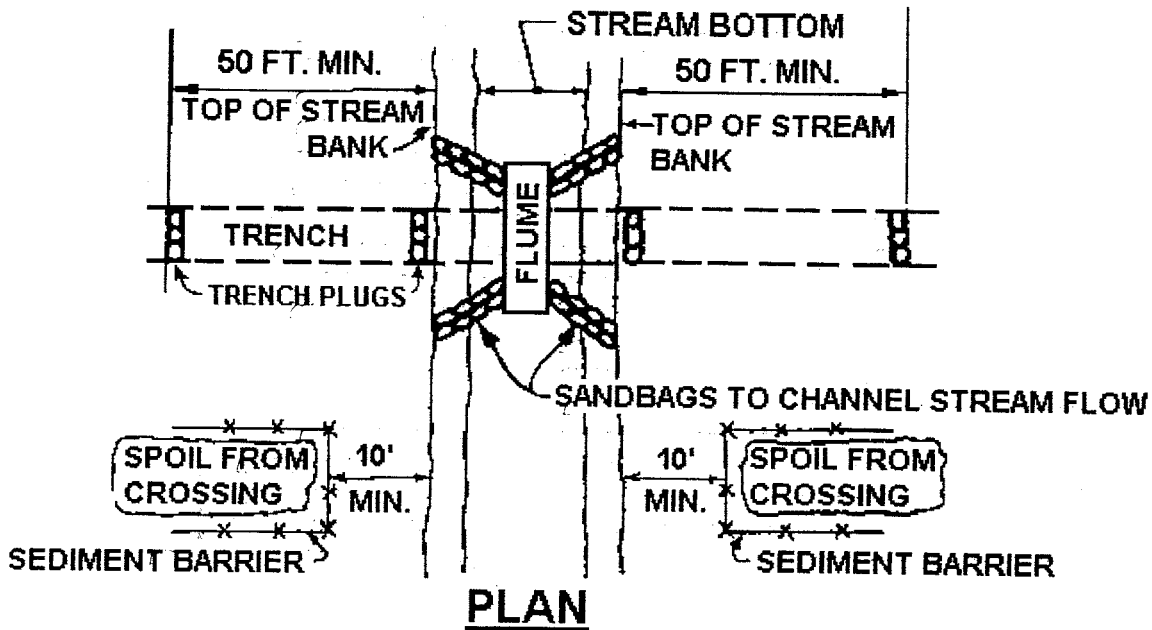 STREAM BOTTOM
50 FT. MIN.
50 FT. MIN.
TOP OF STREAM
BANK
TOP OF STREAM
BANK
TRENCH
FLUME
TRENCH PLUGS
SANDBAGS TO CHANNEL STREAM FLOW
SPOIL FROM
CROSSING
10'
MIN.
10'
MIN.
SPOIL FROM
CROSSING
SEDIMENT BARRIER
SEDIMENT BARRIER
PLAN